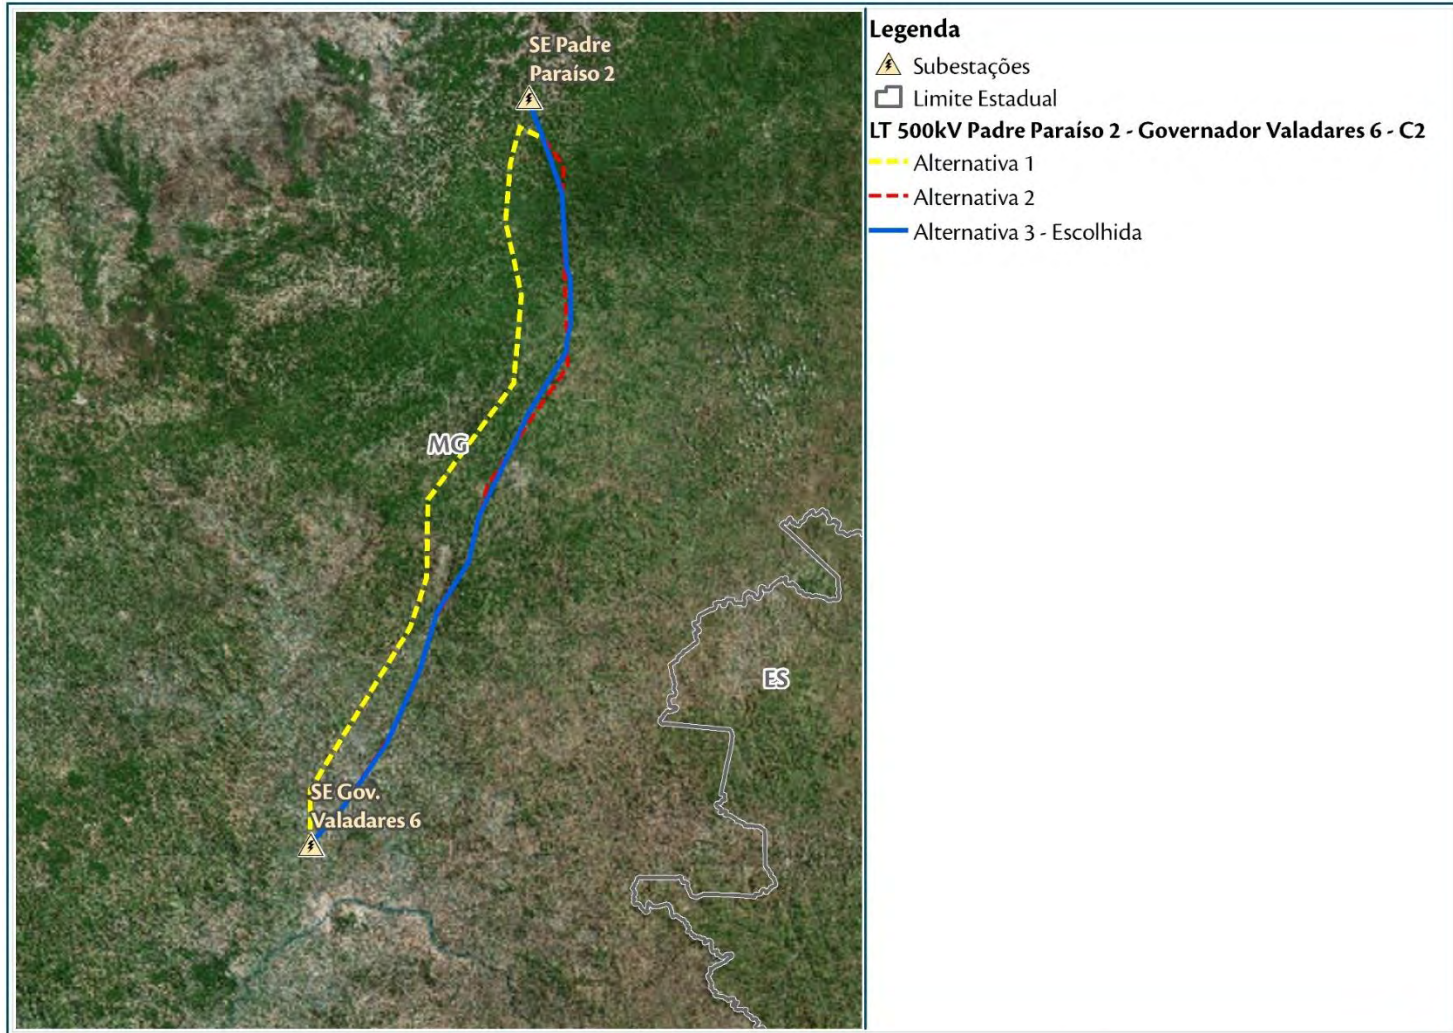 SE Padre
Paraíso 2
MG
ES
SE Gov.
Valadares 6
Legenda
Subestações
Limite Estadual
LT 500kV Padre Paraíso 2 - Governador Valadares 6 - C2
Alternativa 1
Alternativa 2
Alternativa 3 - Escolhida